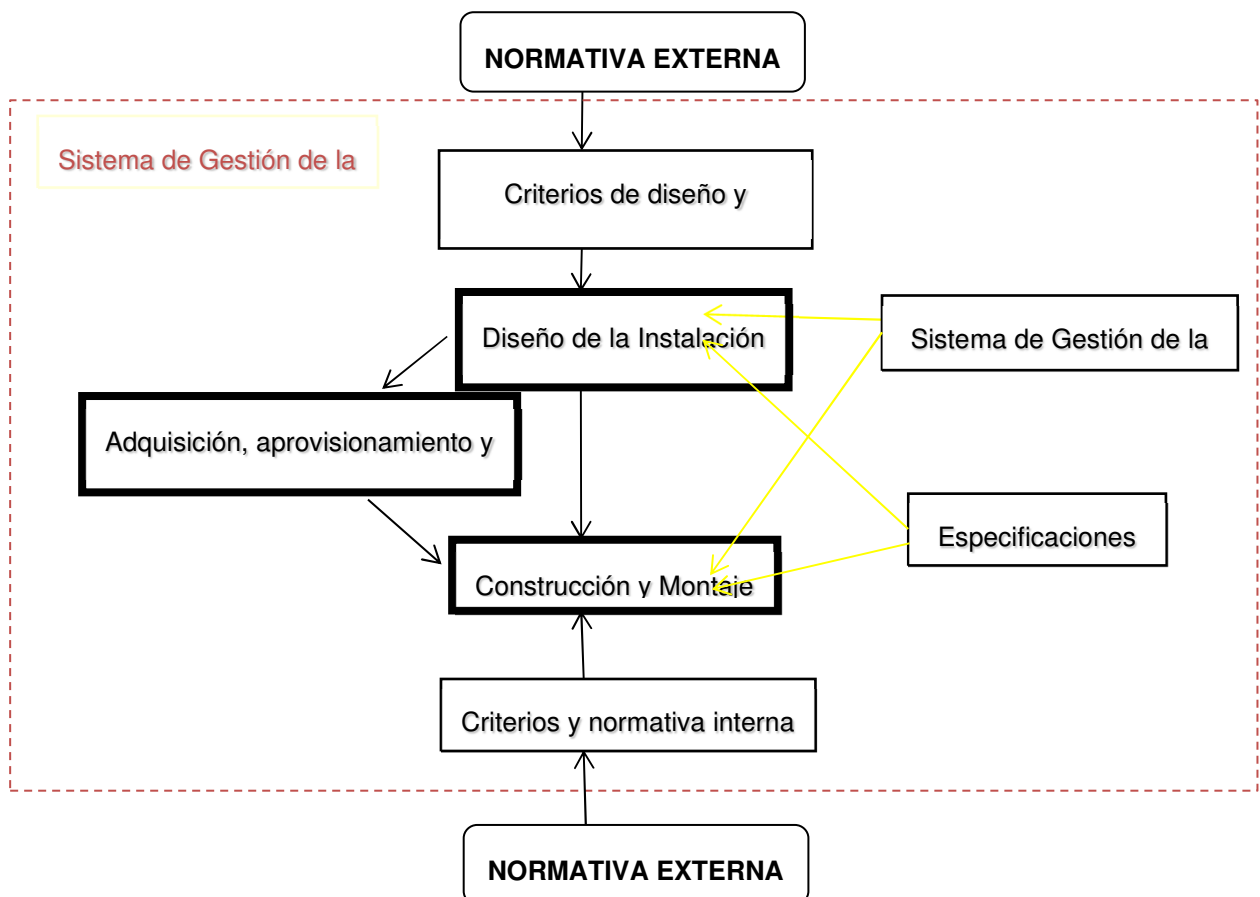 NORMATIVA EXTERNA
Sistema de Gestión de la
Criterios de diseño y
Diseño de la Instalación
Sistema de Gestión de la
Adquisición, aprovisionamiento y
Especificaciones
Construcción y Montaje
Criterios y normativa interna
NORMATIVA EXTERNA